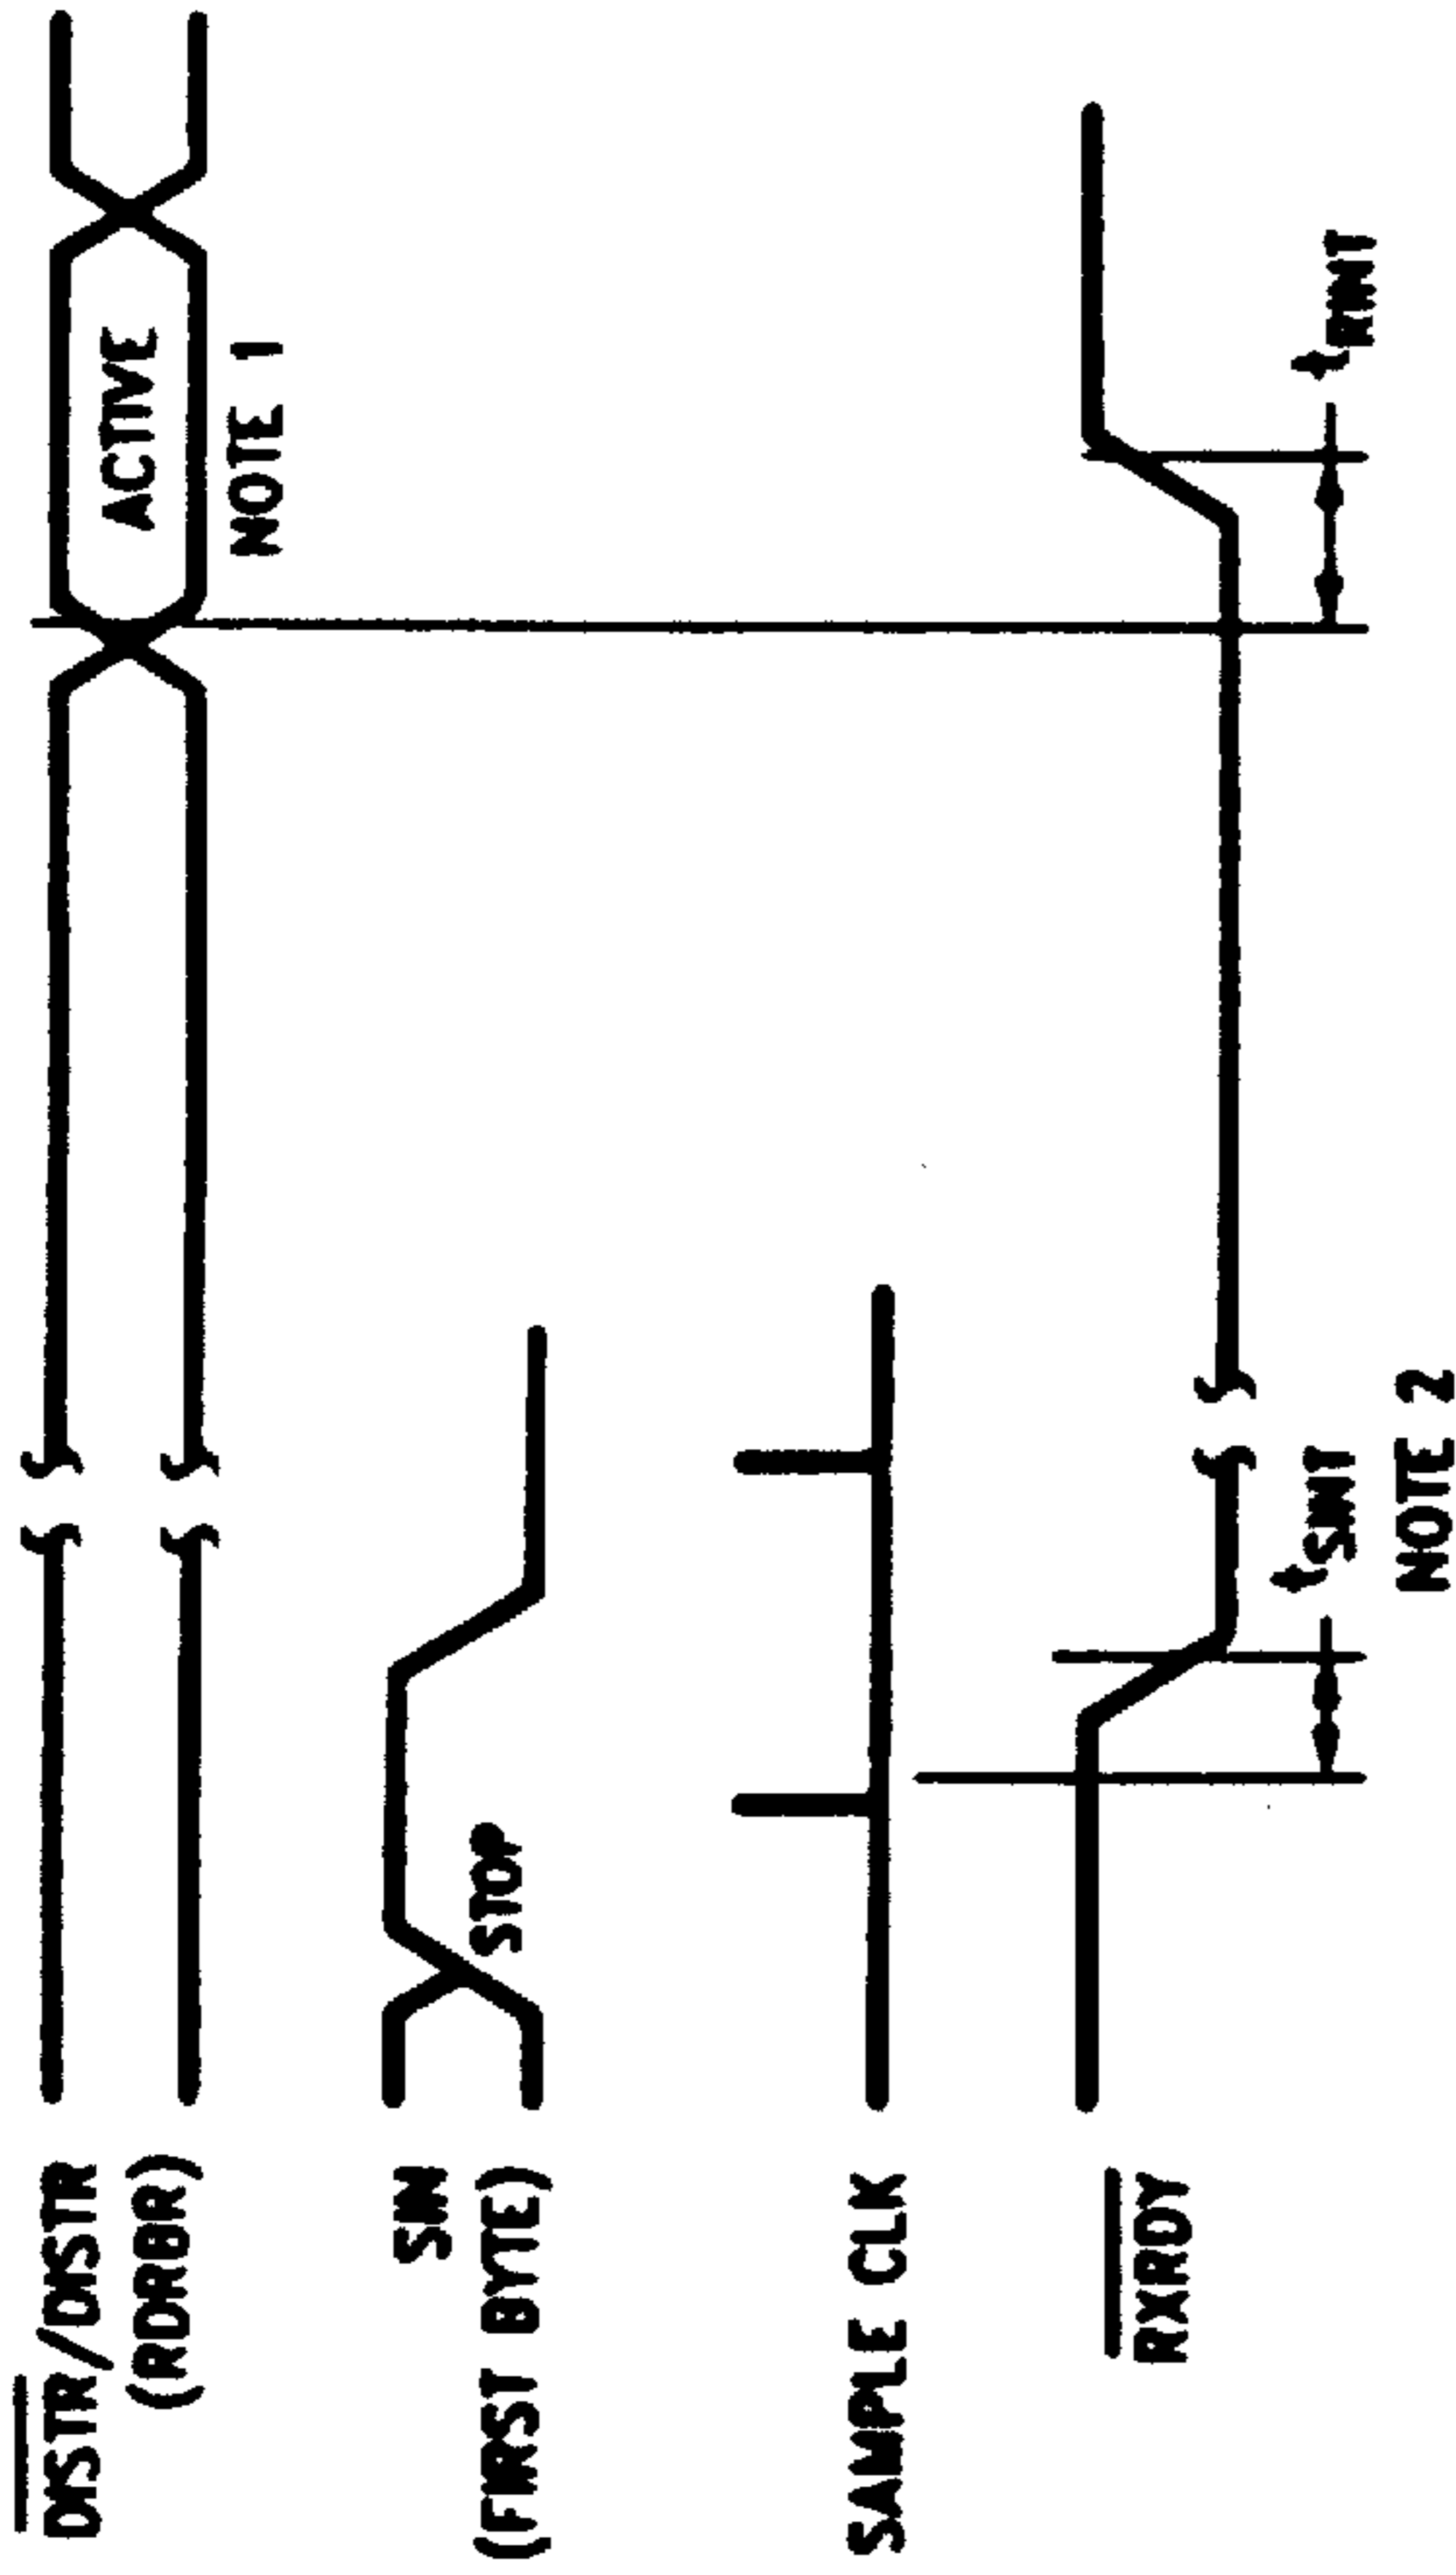 DISTR/DISTR
(RDRBR)
ACTIVE
NOTE 1
SIN
(FIRST BYTE)
STOP
SAMPLE CLK
RXRDY
tSINT
NOTE 2
tRINT